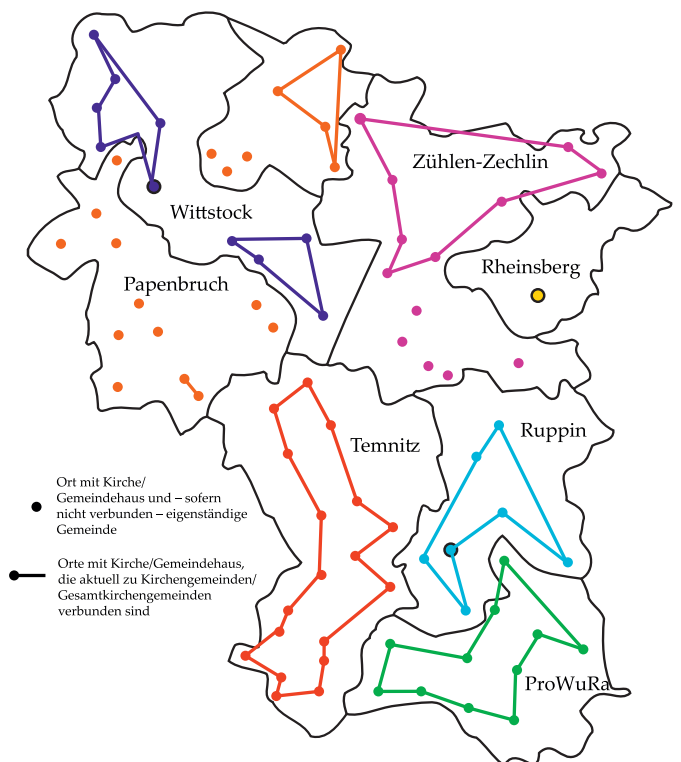 Zühlen-Zechlin
Wittstock
Rheinsberg
Papenbruch
Temnitz
Ruppin
Ort mit Kirche/
Gemeindehaus und – sofern
nicht verbunden – eigenständige
Gemeinde
Orte mit Kirche/Gemeindehaus,
die aktuell zu Kirchengemeinden/
Gesamtkirchengemeinden
verbunden sind
ProWuRa